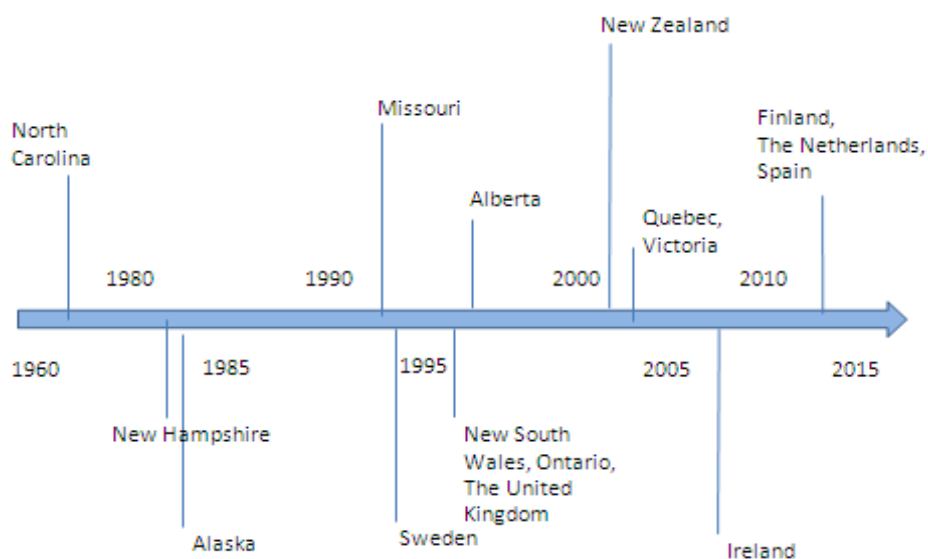 New Zealand
Missouri
Finland,
The Netherlands,
Spain
North
Carolina
Alberta
Quebec,
Victoria
1980
1990
2000
2010
1960
1985
1995
2005
2015
New Hampshire
New South
Wales, Ontario,
The United
Kingdom
Alaska
Sweden
Ireland